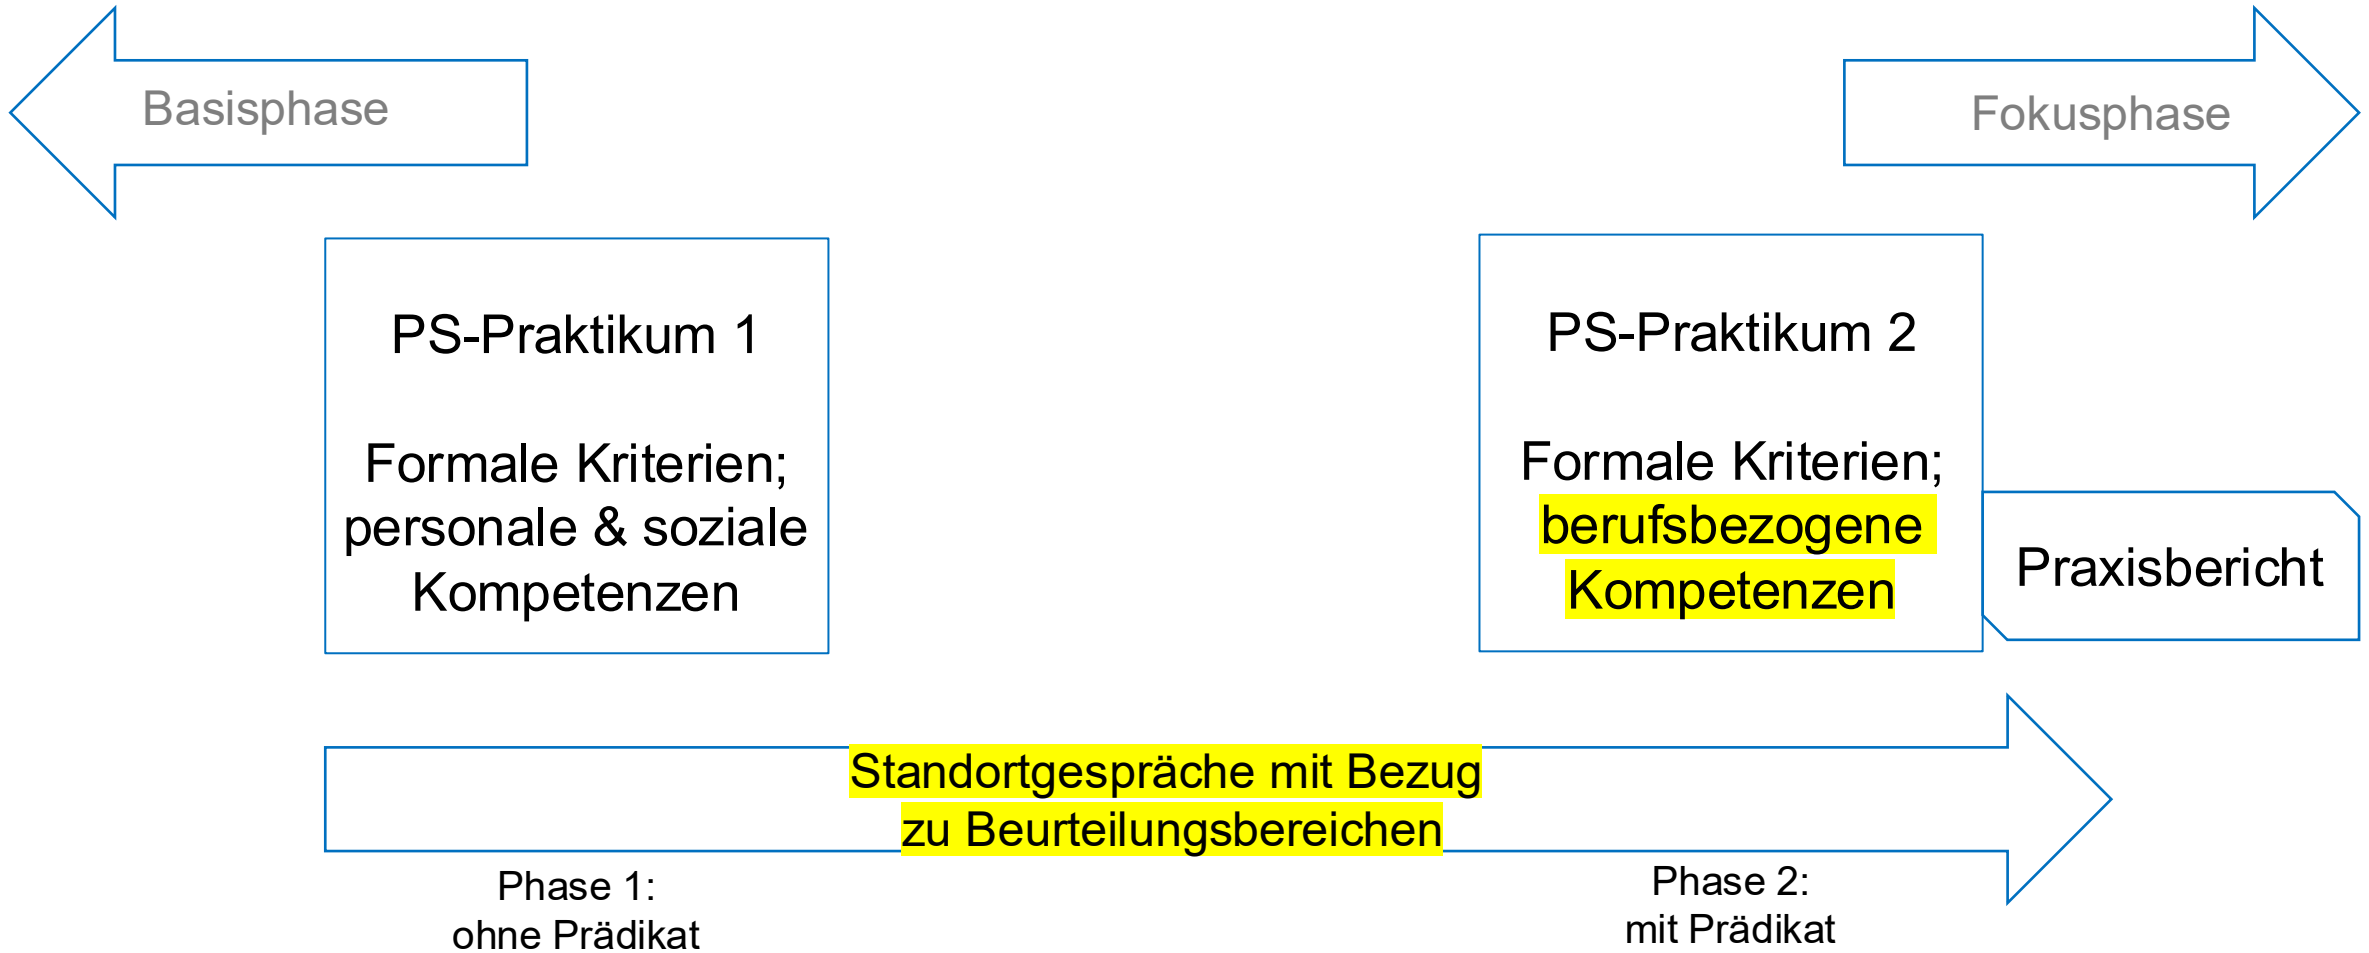 Basisphase
Fokusphase
PS-Praktikum 1
Formale Kriterien;
personale & soziale
Kompetenzen
PS-Praktikum 2
Formale Kriterien;
berufsbezogene
Kompetenzen
Praxisbericht
Standortgespräche mit Bezug
zu Beurteilungsbereichen
Phase 1:
ohne Prädikat
Phase 2:
mit Prädikat